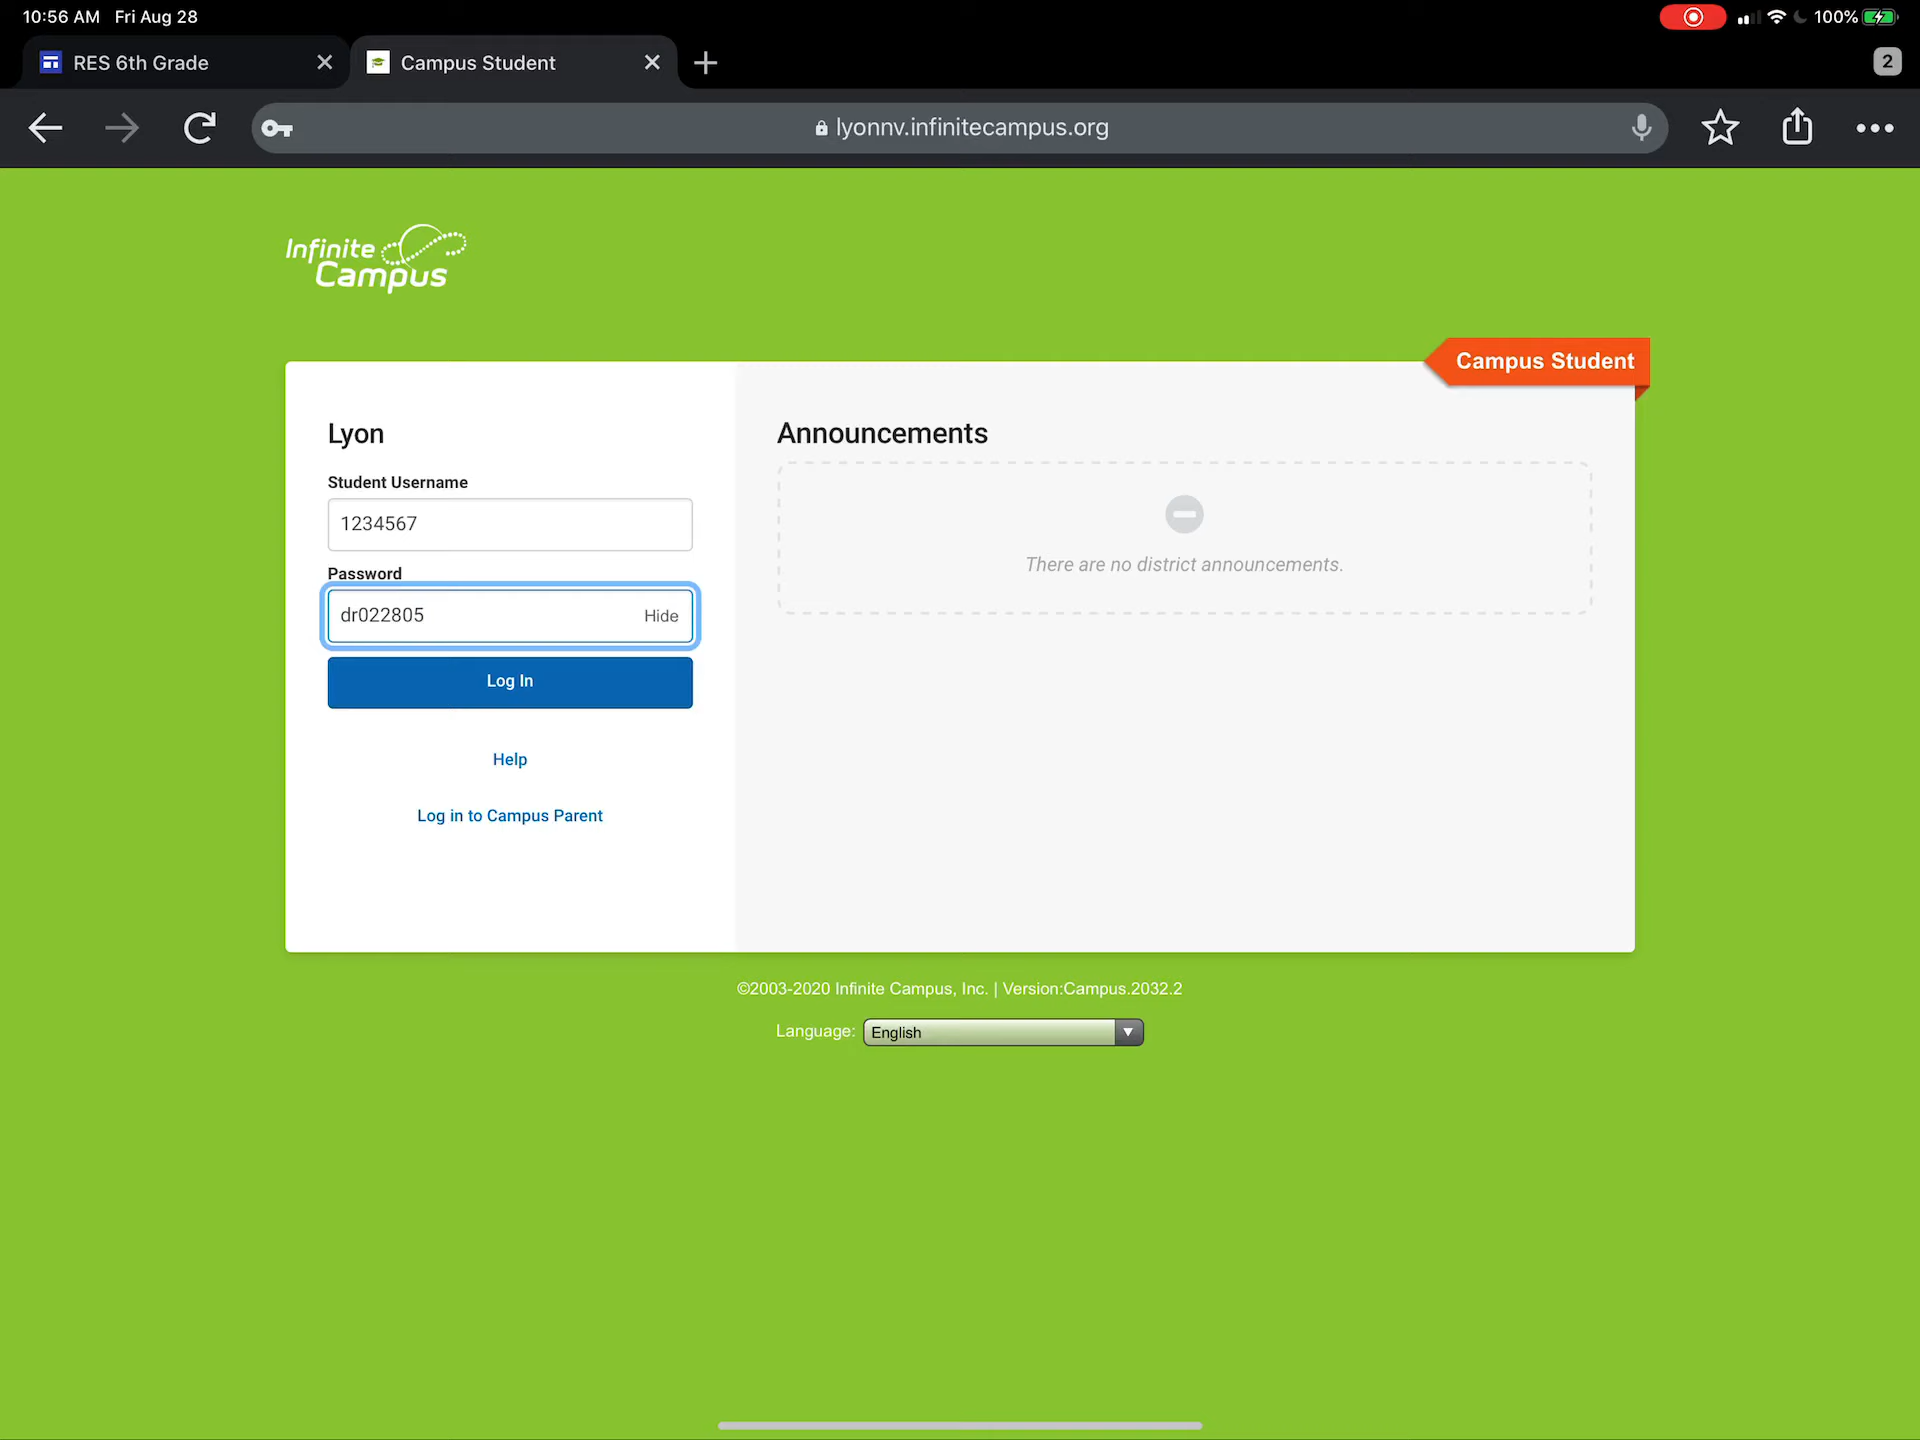 10:56 AM Fri Aug 28
100%
RES 6th Grade
Campus Student
2
lyonnv.infinitecampus.org
Infinite
Campus
Campus Student
Lyon
Student Username
1234567
Password
dr022805
Hide
Log In
Help
Log in to Campus Parent
Announcements
There are no district announcements.
©2003-2020 Infinite Campus, Inc. | Version:Campus.2032.2
Language: English